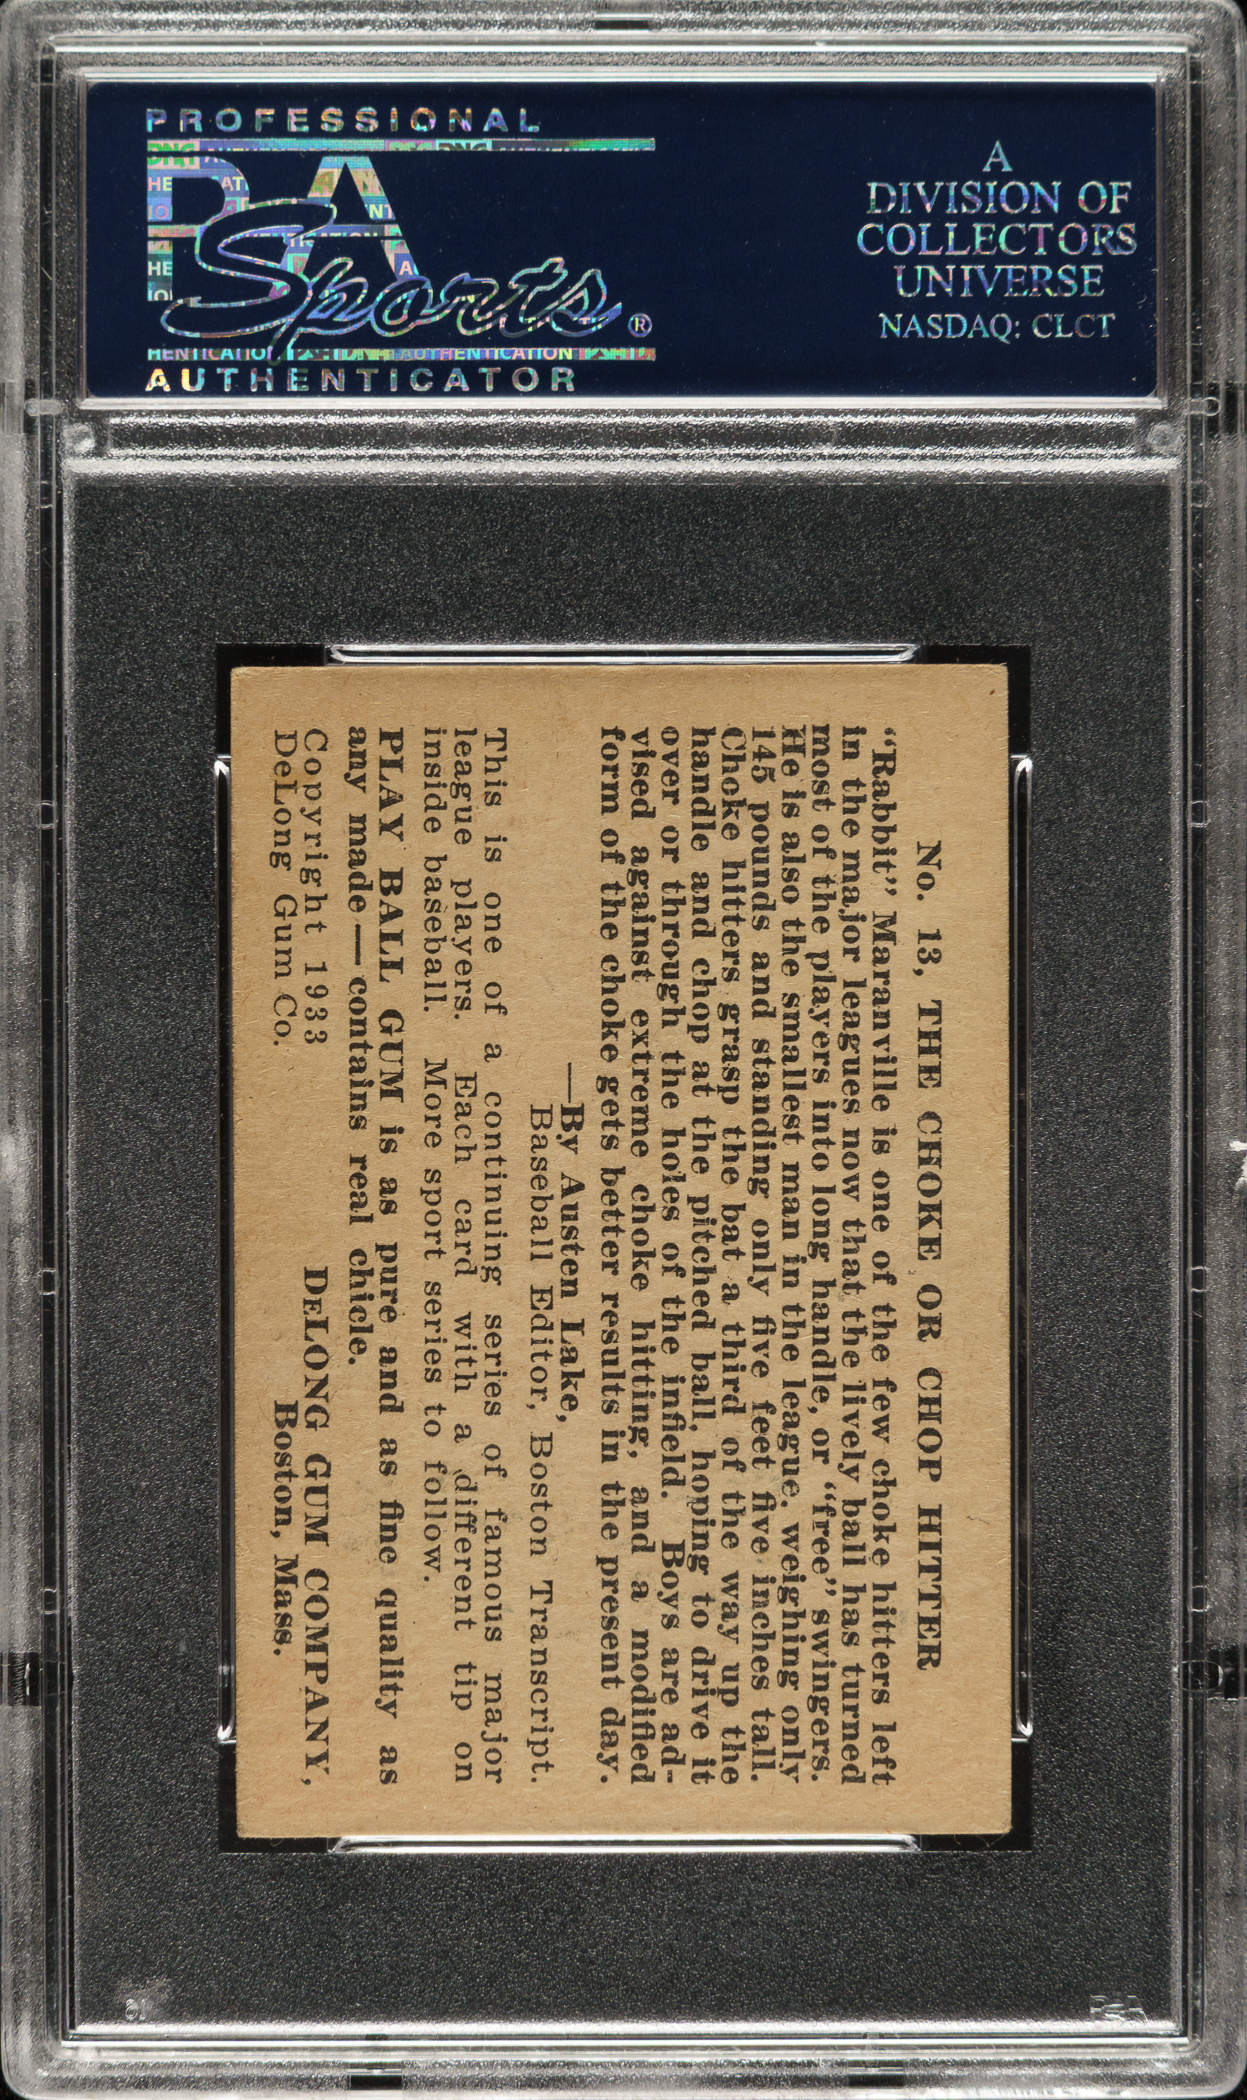 PROFESSIONAL
PSA
Sports®
AUTHENTICATOR
A
DIVISION OF
COLLECTORS
UNIVERSE
NASDAQ: CLCT
No. 13, THE CHOKE OR CHOP HITTER
“Rabbit” Maranville is one of the few choke hitters left
in the major leagues now that the lively ball has turned
most of the players into long handle, or “free” swingers.
He is also the smallest man in the league, weighing only
145 pounds and standing only five feet five inches tall.
Choke hitters grasp the bat a third of the way up the
handle and chop at the pitched ball, hoping to drive it
over or through the holes of the infield. Boys are ad-
vised against extreme choke hitting, and a modified
form of the choke gets better results in the present day.
—By Austen Lake,
Baseball Editor, Boston Transcript.
This is one of a continuing series of famous major
league players. Each card with a different tip on
inside baseball. More sport series to follow.
PLAY BALL GUM is as pure and as fine quality as
any made—contains real chicle.
Copyright 1933 DELONG GUM COMPANY,
DeLong Gum Co. Boston, Mass.
PSA